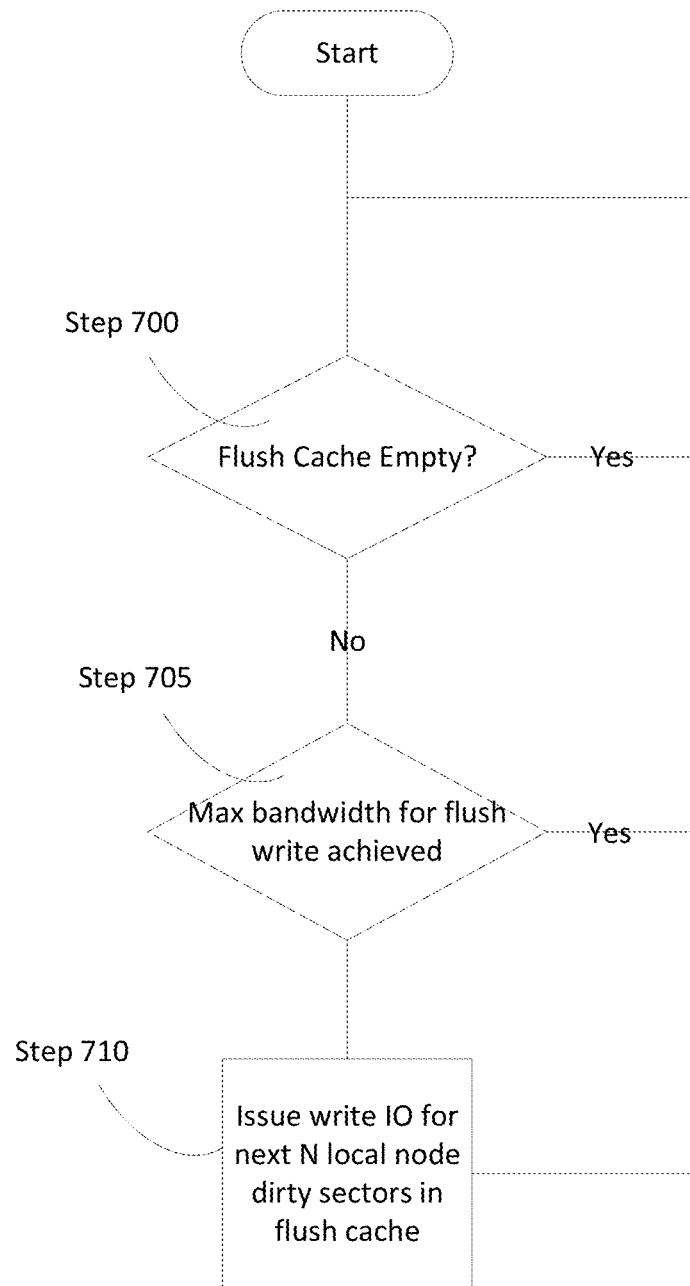 Start
Step 700
Flush Cache Empty?
Yes
No
Step 705
Max bandwidth for flush
write achieved
Yes
Step 710
Issue write IO for
next N local node
dirty sectors in
flush cache